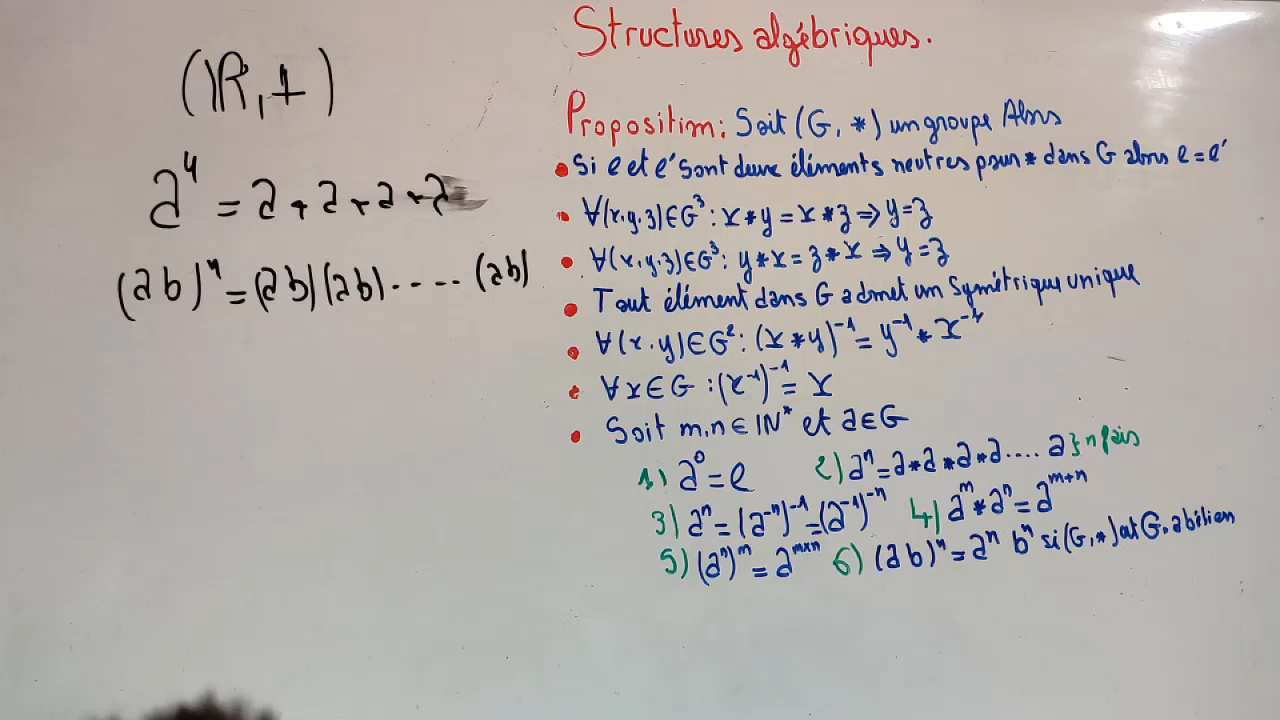 Structures algébriques.
(ℝ,+)
a⁴ = a + a + a + a
(ab)ⁿ = (ab)(ab).....(ab)
Proposition: Soit (G, *) un groupe Alors
• Si e et e' sont deux éléments neutres pour * dans G alors e = e'
• ∀(x,y,z)∈G³: x*y = x*z ⇒ y=z
• ∀(x,y,z)∈G³: y*x = z*x ⇒ y=z
• Tout élément dans G admet un Symétrique unique
• ∀(x,y)∈G²: (x*y)⁻¹ = y⁻¹ * x⁻¹
• ∀x∈G : (x⁻¹)⁻¹ = x
• Soit m,n ∈ ℕ* et a∈G
1) a⁰ = e 2) aⁿ = a*a*a*a.... a } n fois
3) aⁿ = (a⁻ⁿ)⁻¹ = (a⁻¹)⁻ⁿ 4) aᵐ * aⁿ = aᵐ⁺ⁿ
5) (aⁿ)ᵐ = aᵐˣⁿ 6) (ab)ⁿ = aⁿ bⁿ si (G,*) est G. abélien